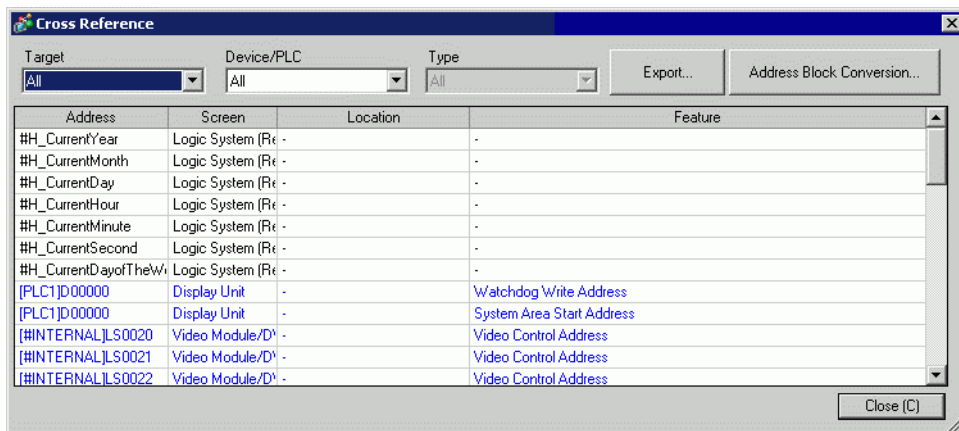 Cross Reference
Target Device/PLC Type
All All All Export... Address Block Conversion...
Address Screen Location Feature
#H_CurrentYear Logic System (Re - -
#H_CurrentMonth Logic System (Re - -
#H_CurrentDay Logic System (Re - -
#H_CurrentHour Logic System (Re - -
#H_CurrentMinute Logic System (Re - -
#H_CurrentSecond Logic System (Re - -
#H_CurrentDayofTheW Logic System (Re - -
[PLC1]D00000 Display Unit - Watchdog Write Address
[PLC1]D00000 Display Unit - System Area Start Address
[#INTERNAL]LS0020 Video Module/D - Video Control Address
[#INTERNAL]LS0021 Video Module/D - Video Control Address
[#INTERNAL]LS0022 Video Module/D - Video Control Address
Close (C)